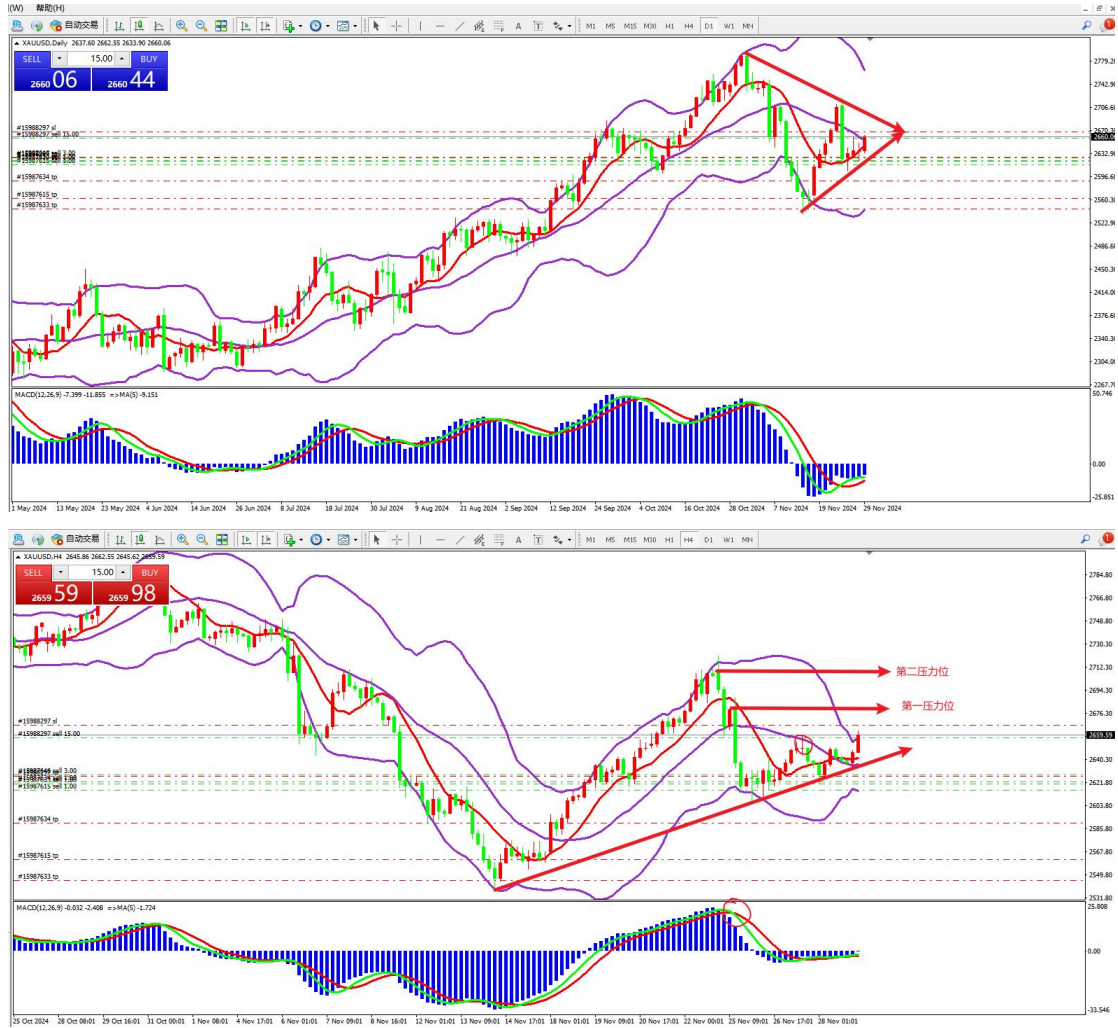 (W) 帮助(H)
自动交易 M1 M5 M15 M30 H1 H4 D1 W1 MN
XAUUSD,Daily 2637.60 2662.55 2633.90 2660.06
SELL 15.00 BUY
2660 06 2660 44
#15988297 sl
#15988297 sell 15.00
#15987634 tp
#15987615 tp
#15987633 tp
2779.20
2742.90
2706.60
2670.30
2660.06
2632.90
2596.60
2560.30
2522.90
2486.60
2450.30
2414.00
2376.60
2340.30
2304.00
2267.70
MACD(12,26,9) -7.399 -11.855 =>MA(5) -9.151
50.746
0.00
-25.851
1 May 2024 13 May 2024 23 May 2024 4 Jun 2024 14 Jun 2024 26 Jun 2024 8 Jul 2024 18 Jul 2024 30 Jul 2024 9 Aug 2024 21 Aug 2024 2 Sep 2024 12 Sep 2024 24 Sep 2024 4 Oct 2024 16 Oct 2024 28 Oct 2024 7 Nov 2024 19 Nov 2024 29 Nov 2024
自动交易 M1 M5 M15 M30 H1 H4 D1 W1 MN
XAUUSD,H4 2645.86 2662.55 2645.62 2659.59
SELL 15.00 BUY
2659 59 2659 98
第二压力位
第一压力位
#15988297 sl
#15988297 sell 15.00
#15987615 sell 1.00
#15987634 tp
#15987615 tp
#15987633 tp
2784.80
2766.80
2748.80
2730.30
2712.30
2694.30
2676.30
2659.59
2640.30
2621.80
2603.80
2585.80
2567.80
2549.80
2531.80
MACD(12,26,9) -0.032 -2.408 =>MA(5) -1.724
25.808
0.00
-33.546
25 Oct 2024 28 Oct 08:01 29 Oct 16:01 31 Oct 00:01 1 Nov 08:01 4 Nov 17:01 6 Nov 01:01 7 Nov 09:01 8 Nov 16:01 12 Nov 01:01 13 Nov 09:01 14 Nov 17:01 18 Nov 01:01 19 Nov 09:01 20 Nov 17:01 22 Nov 01:01 25 Nov 09:01 26 Nov 17:01 28 Nov 01:01